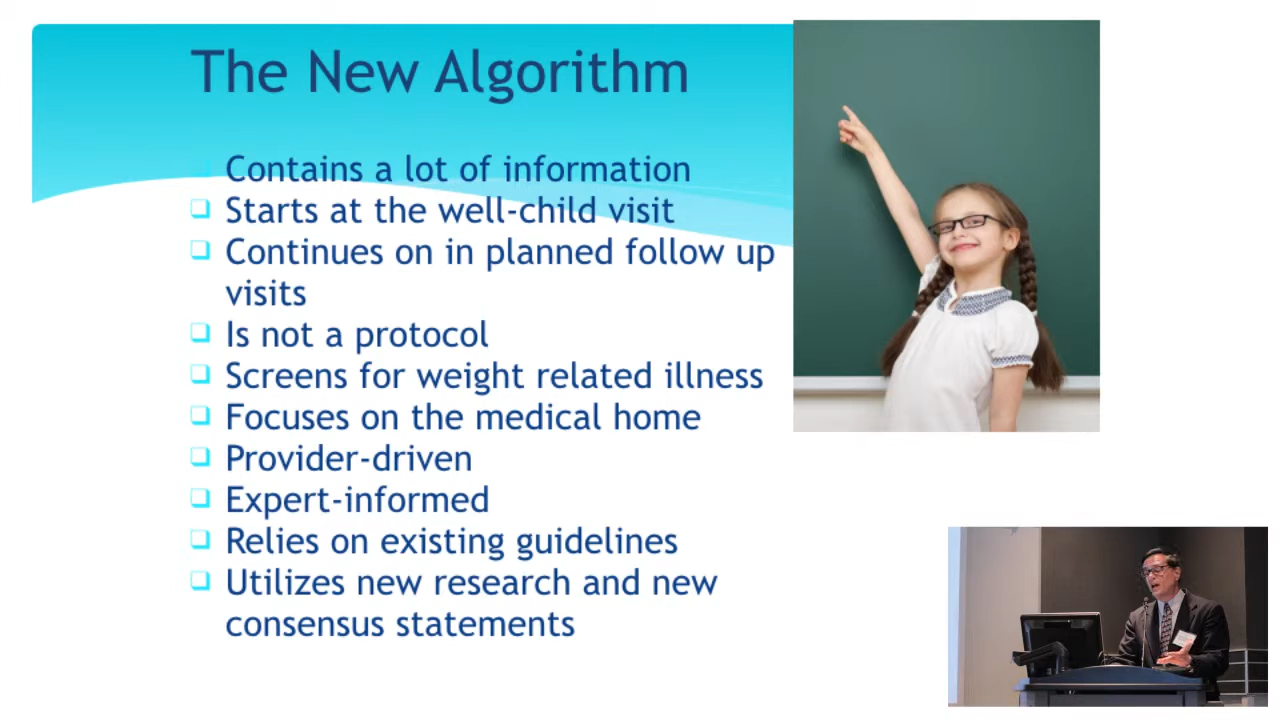 The New Algorithm
Contains a lot of information
Starts at the well-child visit
Continues on in planned follow up
visits
Is not a protocol
Screens for weight related illness
Focuses on the medical home
Provider-driven
Expert-informed
Relies on existing guidelines
Utilizes new research and new
consensus statements